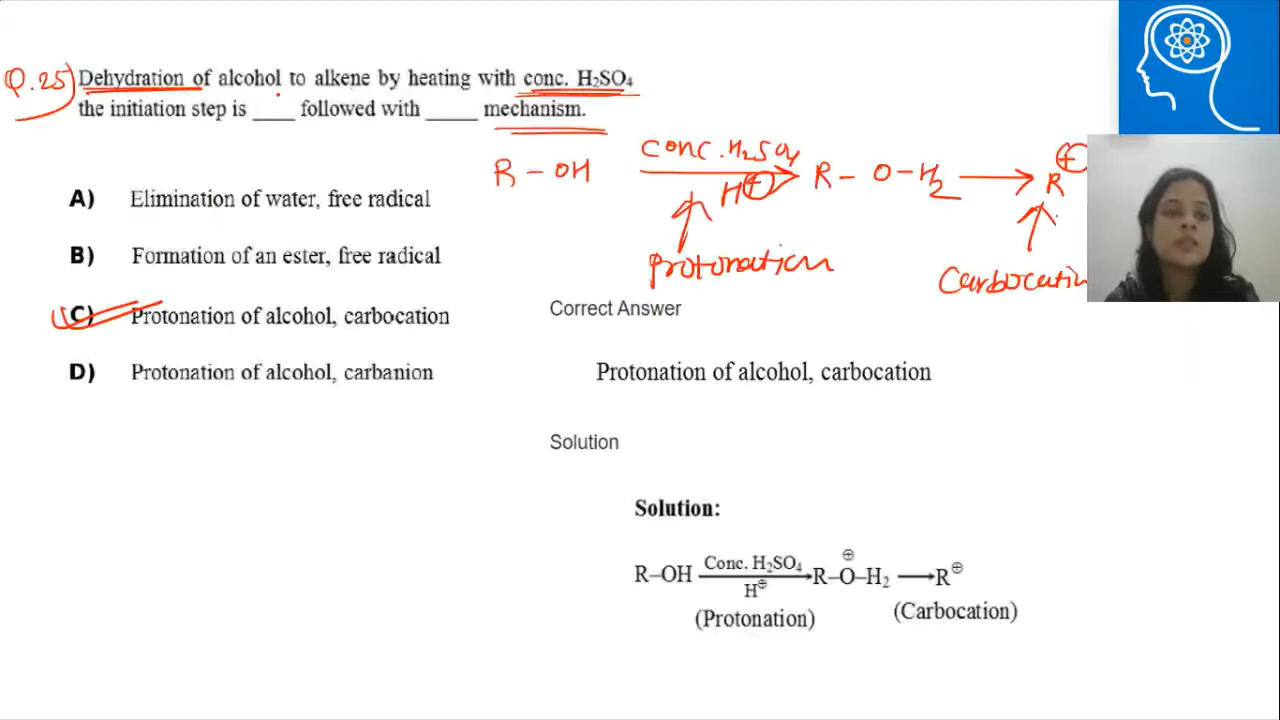 Q.25) Dehydration of alcohol to alkene by heating with conc. H₂SO₄
the initiation step is ____ followed with _____ mechanism.
R – OH conc. H₂SO₄ H⊕ R – O – H₂ ⟶ R⊕
Protonation
Carbocation
A) Elimination of water, free radical
B) Formation of an ester, free radical
C) Protonation of alcohol, carbocation
D) Protonation of alcohol, carbanion
Correct Answer
Protonation of alcohol, carbocation
Solution
Solution:
R–OH Conc. H₂SO₄ H⊕ R–O⊕–H₂ ⟶R⊕
(Protonation) (Carbocation)